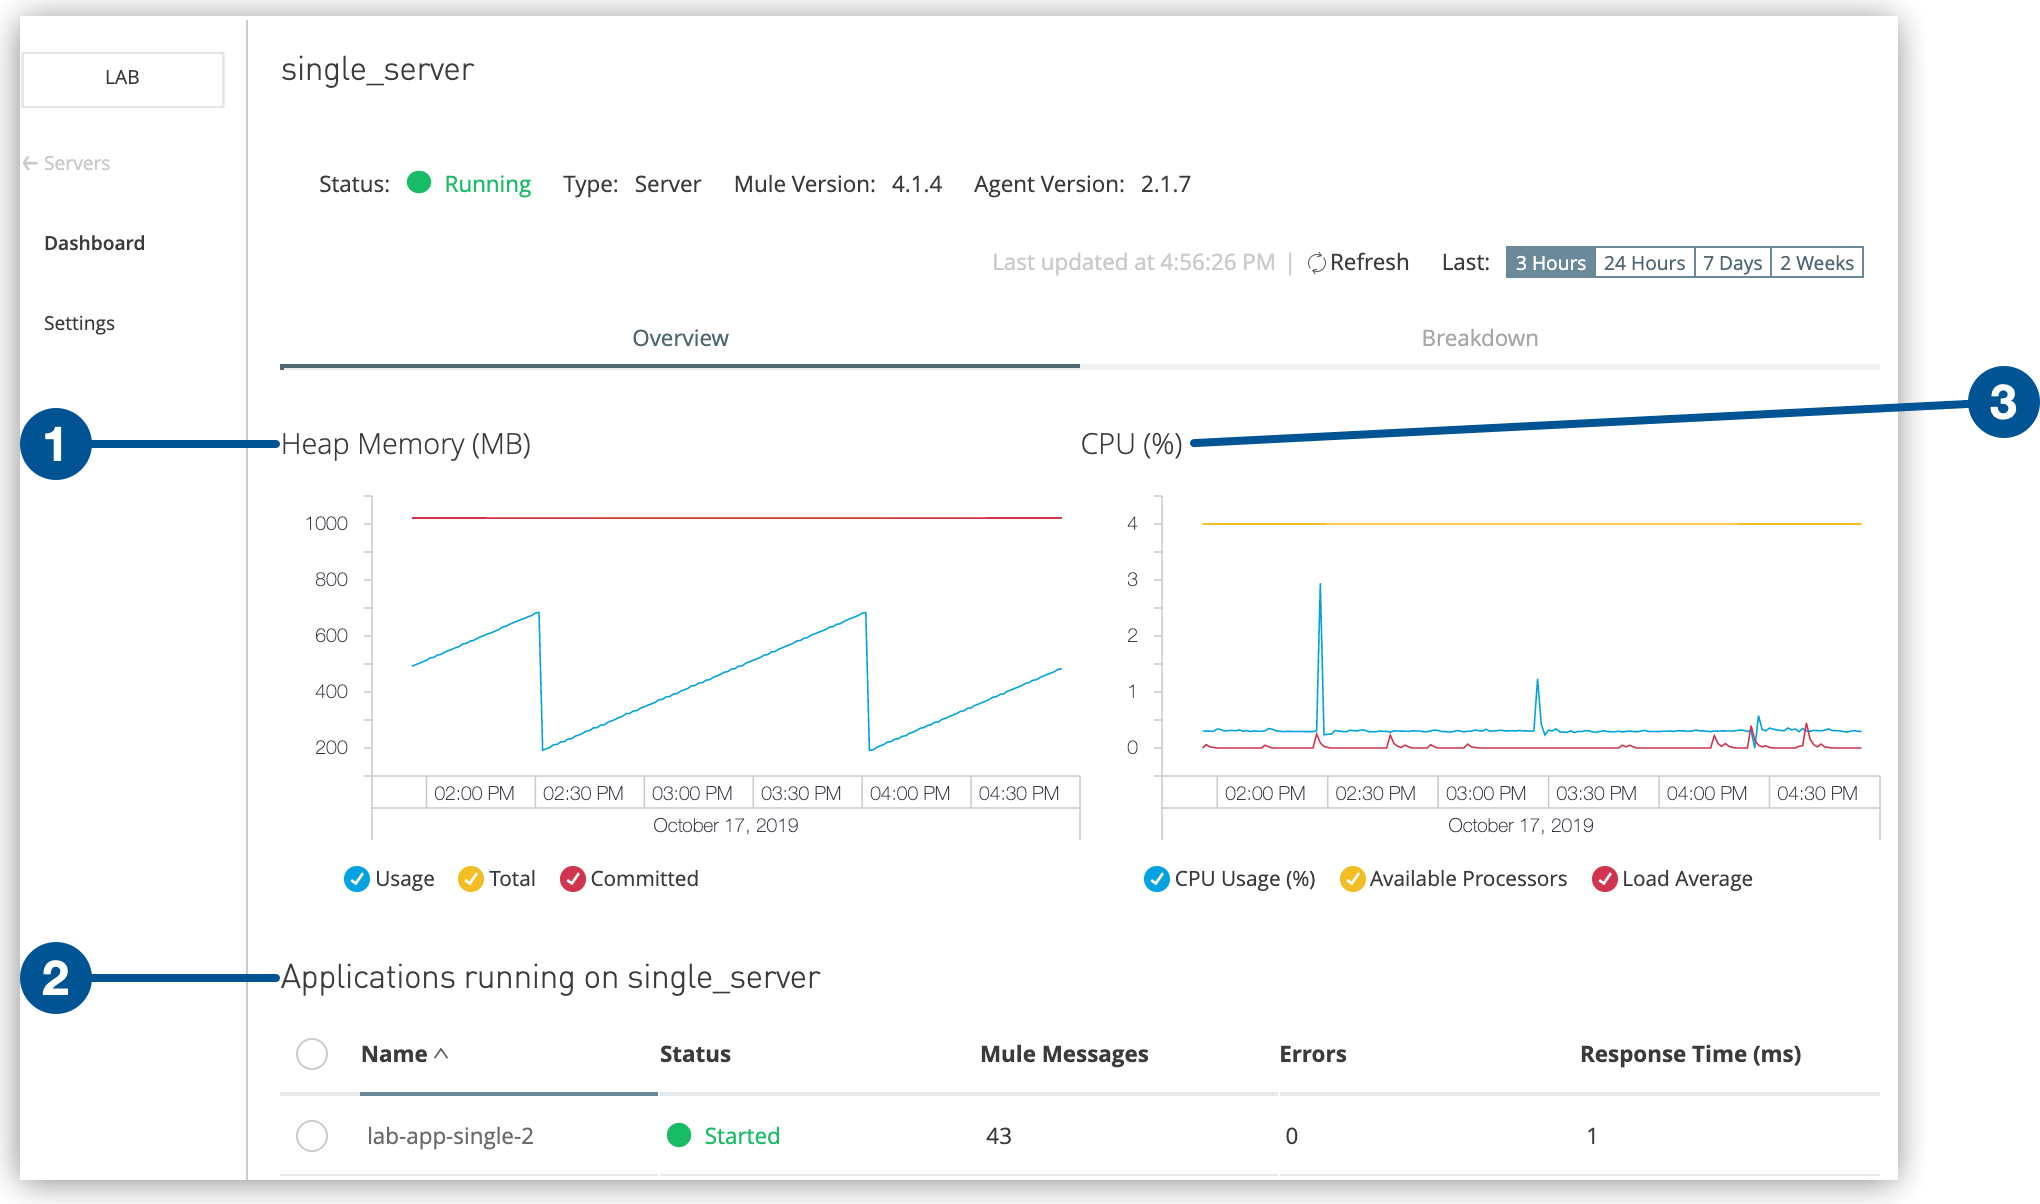 LAB
← Servers
Dashboard
Settings
single_server
Status: Running Type: Server Mule Version: 4.1.4 Agent Version: 2.1.7
Last updated at 4:56:26 PM | Refresh Last: 3 Hours 24 Hours 7 Days 2 Weeks
Overview Breakdown
1
Heap Memory (MB)
1000
800
600
400
200
02:00 PM 02:30 PM 03:00 PM 03:30 PM 04:00 PM 04:30 PM
October 17, 2019
Usage Total Committed
3
CPU (%)
4
3
2
1
0
02:00 PM 02:30 PM 03:00 PM 03:30 PM 04:00 PM 04:30 PM
October 17, 2019
CPU Usage (%) Available Processors Load Average
2
Applications running on single_server
Name Status Mule Messages Errors Response Time (ms)
lab-app-single-2 Started 43 0 1